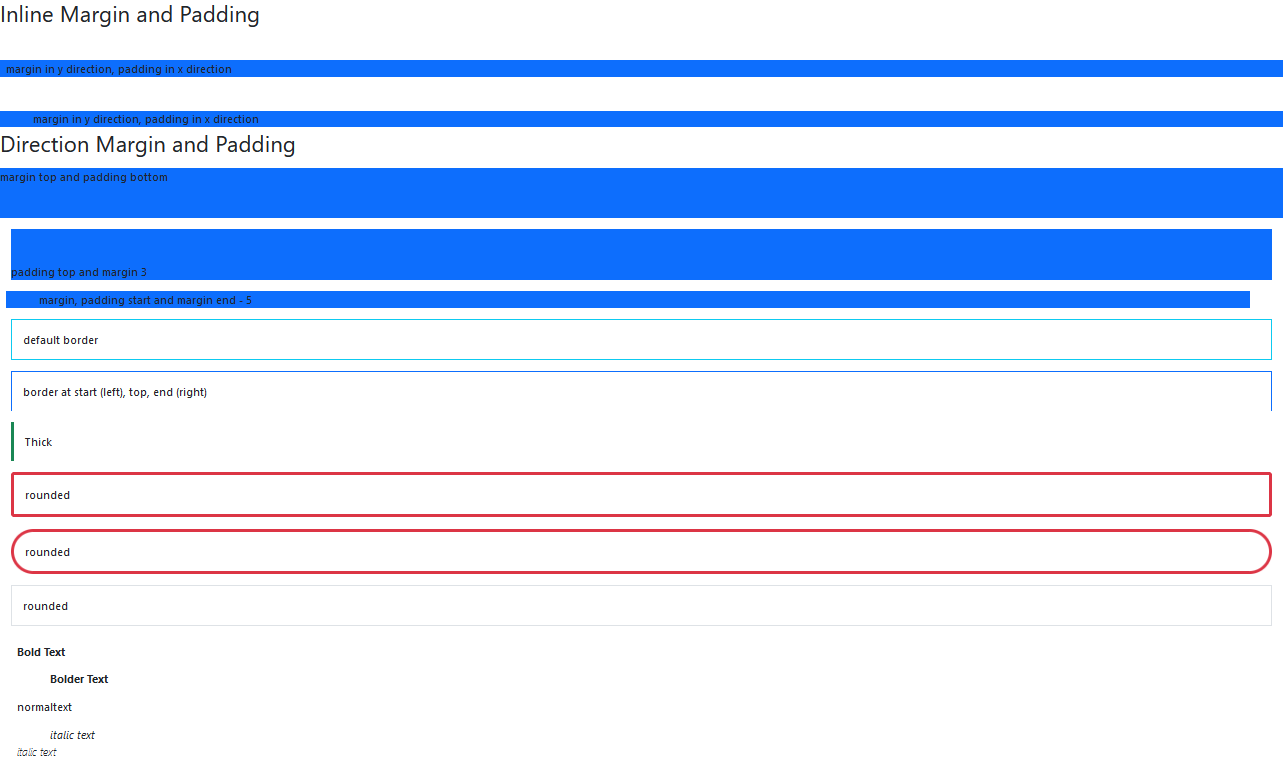 Inline Margin and Padding
margin in y direction, padding in x direction
margin in y direction, padding in x direction
Direction Margin and Padding
margin top and padding bottom
padding top and margin 3
margin, padding start and margin end - 5
default border
border at start (left), top, end (right)
Thick
rounded
rounded
rounded
Bold Text
Bolder Text
normaltext
italic text
italic text